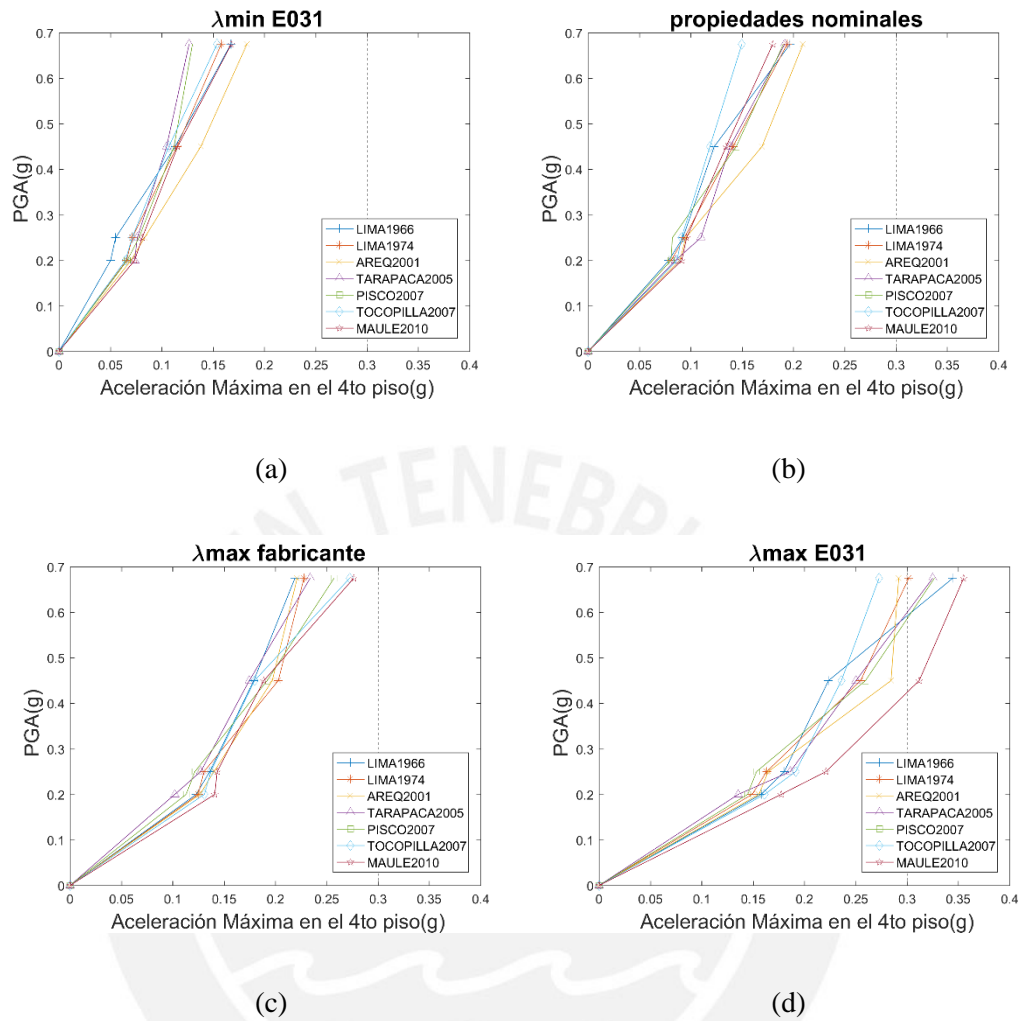 λmin E031
PGA(g)
0.7
0.6
0.5
0.4
0.3
0.2
0.1
0
LIMA1966
LIMA1974
AREQ2001
TARAPACA2005
PISCO2007
TOCOPILLA2007
MAULE2010
0 0.05 0.1 0.15 0.2 0.25 0.3 0.35 0.4
Aceleración Máxima en el 4to piso(g)
(a)
propiedades nominales
PGA(g)
0.7
0.6
0.5
0.4
0.3
0.2
0.1
0
LIMA1966
LIMA1974
AREQ2001
TARAPACA2005
PISCO2007
TOCOPILLA2007
MAULE2010
0 0.05 0.1 0.15 0.2 0.25 0.3 0.35 0.4
Aceleración Máxima en el 4to piso(g)
(b)
λmax fabricante
PGA(g)
0.7
0.6
0.5
0.4
0.3
0.2
0.1
0
LIMA1966
LIMA1974
AREQ2001
TARAPACA2005
PISCO2007
TOCOPILLA2007
MAULE2010
0 0.05 0.1 0.15 0.2 0.25 0.3 0.35 0.4
Aceleración Máxima en el 4to piso(g)
(c)
λmax E031
PGA(g)
0.7
0.6
0.5
0.4
0.3
0.2
0.1
0
LIMA1966
LIMA1974
AREQ2001
TARAPACA2005
PISCO2007
TOCOPILLA2007
MAULE2010
0 0.05 0.1 0.15 0.2 0.25 0.3 0.35 0.4
Aceleración Máxima en el 4to piso(g)
(d)